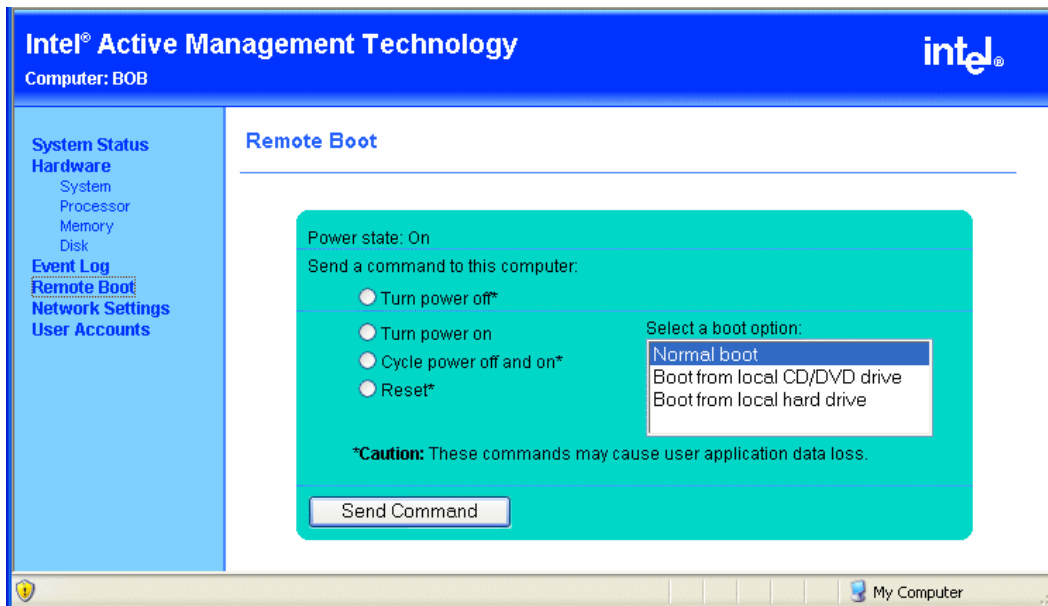 Intel® Active Management Technology
Computer: BOB
intel®
System Status
Hardware
System
Processor
Memory
Disk
Event Log
Remote Boot
Network Settings
User Accounts
Remote Boot
Power state: On
Send a command to this computer:
Turn power off*
Turn power on
Cycle power off and on*
Reset*
Select a boot option:
Normal boot
Boot from local CD/DVD drive
Boot from local hard drive
*Caution: These commands may cause user application data loss.
Send Command
My Computer